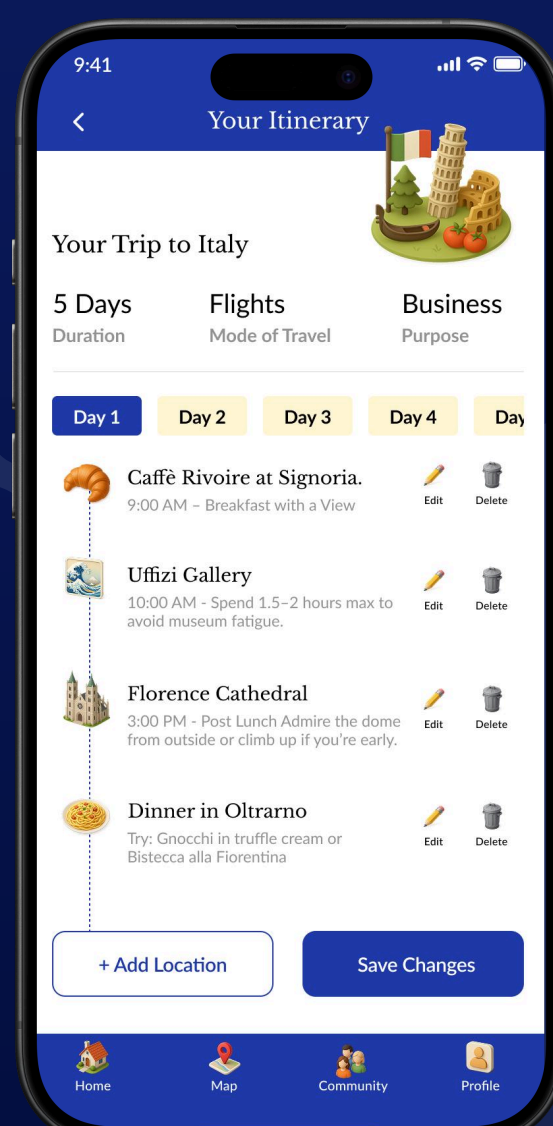 9:41
Your Itinerary
Your Trip to Italy
5 Days Flights Business
Duration Mode of Travel Purpose
Day 1 Day 2 Day 3 Day 4 Day
Caffè Rivoire at Signoria.
9:00 AM – Breakfast with a View
Edit Delete
Uffizi Gallery
10:00 AM - Spend 1.5–2 hours max to
avoid museum fatigue.
Edit Delete
Florence Cathedral
3:00 PM - Post Lunch Admire the dome
from outside or climb up if you're early.
Edit Delete
Dinner in Oltrarno
Try: Gnocchi in truffle cream or
Bistecca alla Fiorentina
Edit Delete
+ Add Location Save Changes
Home Map Community Profile